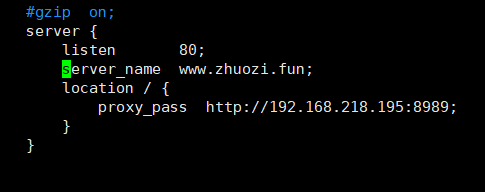 #gzip  on;
server {
    listen       80;
    server_name  www.zhuozi.fun;
    location / {
        proxy_pass  http://192.168.218.195:8989;
    }
}